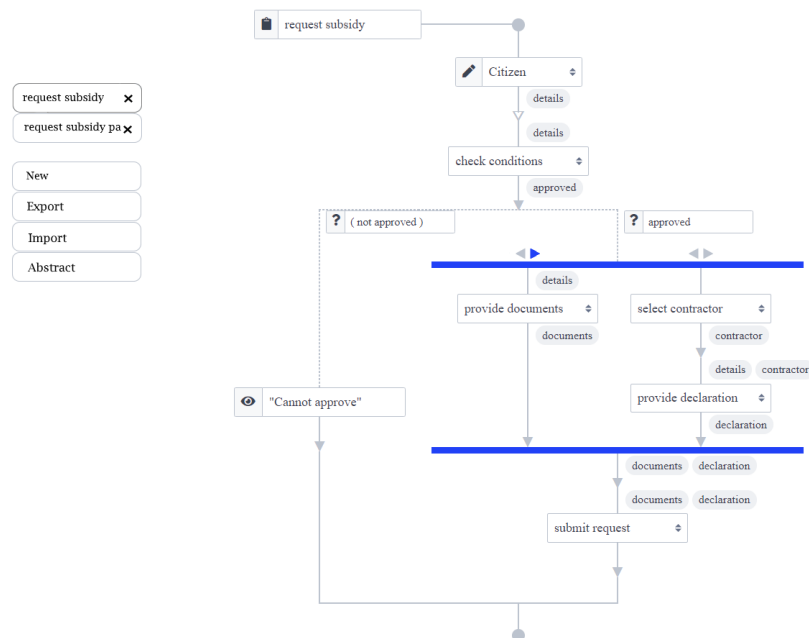 request subsidy
Citizen
details
request subsidy
request subsidy pa
details
check conditions
New
approved
Export
( not approved )
approved
Import
Abstract
details
provide documents
select contractor
documents
contractor
details contractor
"Cannot approve"
provide declaration
declaration
documents declaration
documents declaration
submit request